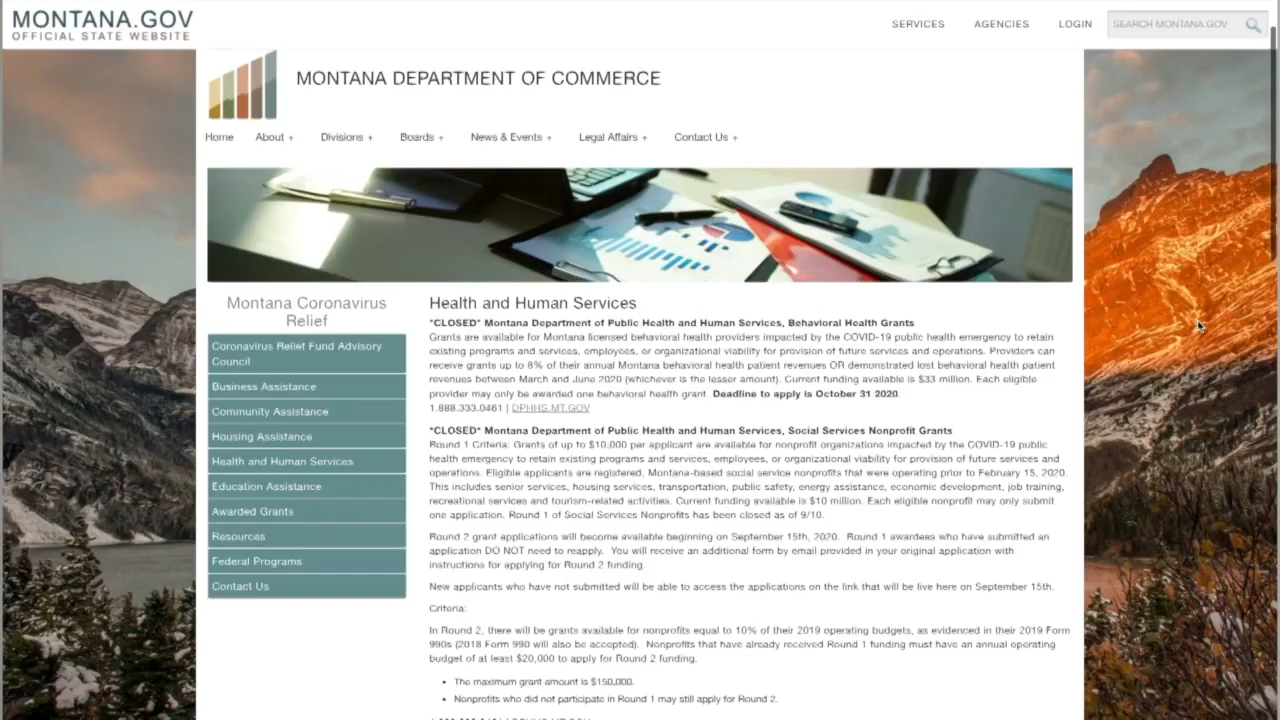 MONTANA.GOV
OFFICIAL STATE WEBSITE
SERVICES
AGENCIES
LOGIN
SEARCH MONTANA.GOV
MONTANA DEPARTMENT OF COMMERCE
Home
About +
Divisions +
Boards +
News & Events +
Legal Affairs +
Contact Us +
Montana Coronavirus
Relief
Coronavirus Relief Fund Advisory
Council
Business Assistance
Community Assistance
Housing Assistance
Health and Human Services
Education Assistance
Awarded Grants
Resources
Federal Programs
Contact Us
Health and Human Services
*CLOSED* Montana Department of Public Health and Human Services, Behavioral Health Grants
Grants are available for Montana licensed behavioral health providers impacted by the COVID-19 public health emergency to retain
existing programs and services, employees, or organizational viability for provision of future services and operations. Providers can
receive grants up to 8% of their annual Montana behavioral health patient revenues OR demonstrated lost behavioral health patient
revenues between March and June 2020 (whichever is the lesser amount). Current funding available is $33 million. Each eligible
provider may only be awarded one behavioral health grant. Deadline to apply is October 31 2020.
1.888.333.0461 | DPHHS.MT.GOV
*CLOSED* Montana Department of Public Health and Human Services, Social Services Nonprofit Grants
Round 1 Criteria: Grants of up to $10,000 per applicant are available for nonprofit organizations impacted by the COVID-19 public
health emergency to retain existing programs and services, employees, or organizational viability for provision of future services and
operations. Eligible applicants are registered, Montana-based social service nonprofits that were operating prior to February 15, 2020.
This includes senior services, housing services, transportation, public safety, energy assistance, economic development, job training,
recreational services and tourism-related activities. Current funding available is $10 million. Each eligible nonprofit may only submit
one application. Round 1 of Social Services Nonprofits has been closed as of 9/10.
Round 2 grant applications will become available beginning on September 15th, 2020. Round 1 awardees who have submitted an
application DO NOT need to reapply. You will receive an additional form by email provided in your original application with
instructions for applying for Round 2 funding.
New applicants who have not submitted will be able to access the applications on the link that will be live here on September 15th.
Criteria:
In Round 2, there will be grants available for nonprofits equal to 10% of their 2019 operating budgets, as evidenced in their 2019 Form
990s (2018 Form 990 will also be accepted). Nonprofits that have already received Round 1 funding must have an annual operating
budget of at least $20,000 to apply for Round 2 funding.
• The maximum grant amount is $150,000.
• Nonprofits who did not participate in Round 1 may still apply for Round 2.